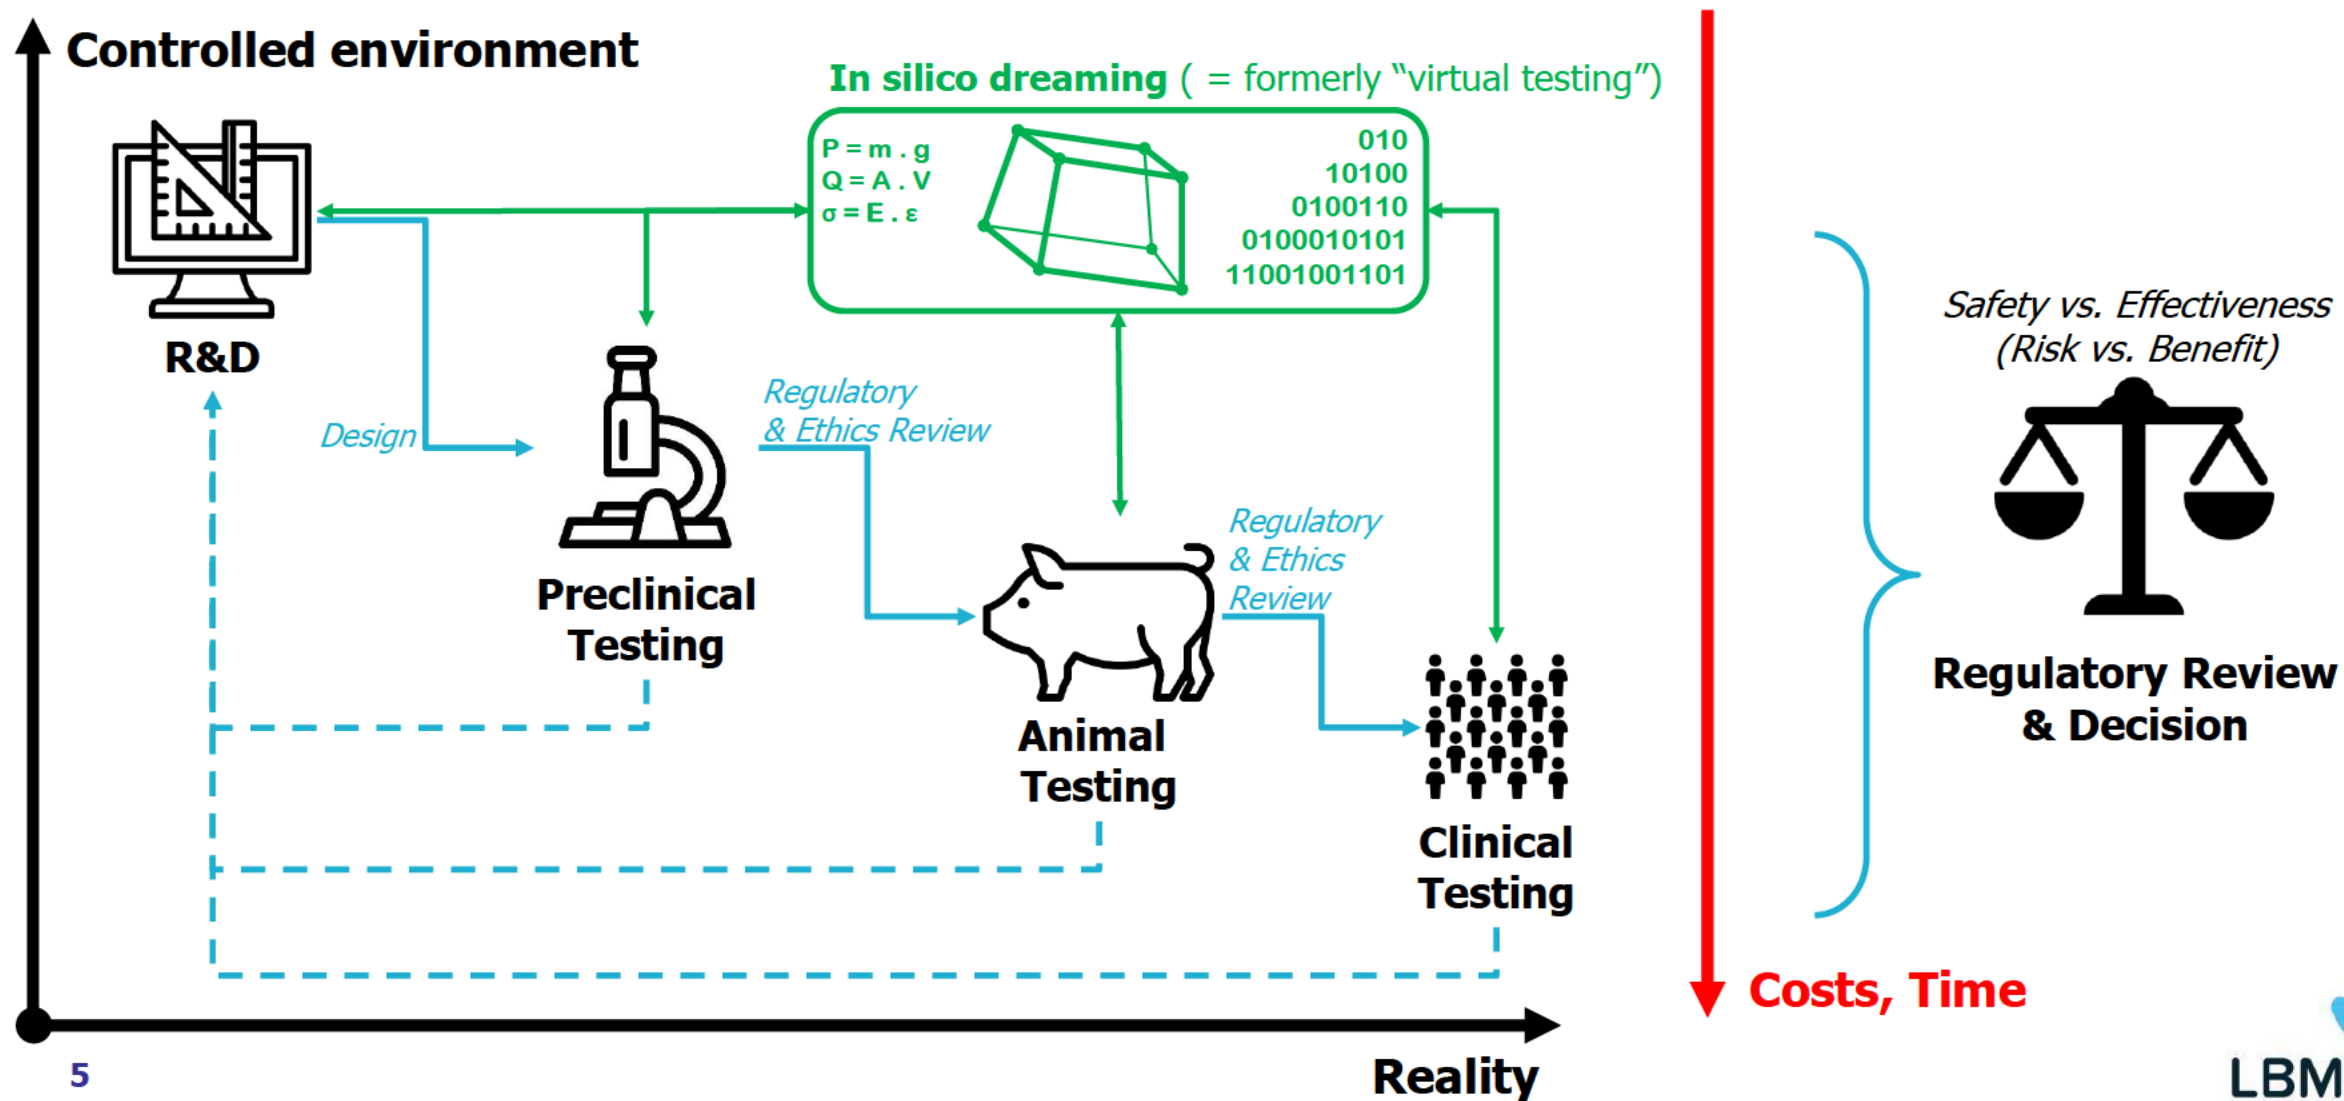 Controlled environment
In silico dreaming ( = formerly “virtual testing”)
P = m . g
Q = A . V
σ = E . ε
010
10100
0100110
0100010101
11001001101
R&D
Design
Preclinical
Testing
Regulatory
& Ethics Review
Animal
Testing
Regulatory
& Ethics
Review
Clinical
Testing
Safety vs. Effectiveness
(Risk vs. Benefit)
Regulatory Review
& Decision
Costs, Time
Reality
5
LBM